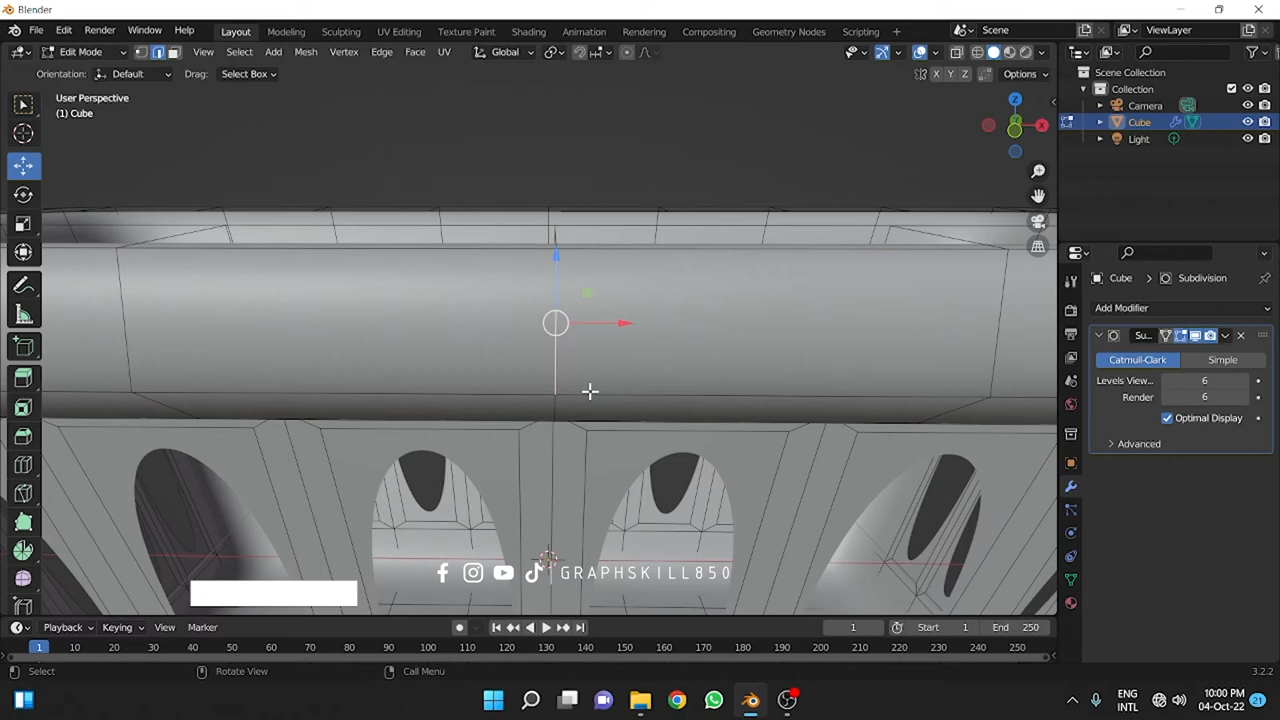 Blender
File Edit Render Window Help Layout Modeling Sculpting UV Editing Texture Paint Shading Animation Rendering Compositing Geometry Nodes Scripting + Scene ViewLayer
Edit Mode View Select Add Mesh Vertex Edge Face UV Global
Orientation: Default Drag: Select Box X Y Z Options
Scene Collection
Collection
Camera
Cube
Light
User Perspective
(1) Cube
Z
X
Cube > Subdivision
Add Modifier
Su...
Catmull-Clark Simple
Levels View... 6
Render 6
Optimal Display
> Advanced
GRAPHSKILL850
Playback Keying View Marker 1 Start 1 End 250
1 10 20 30 40 50 60 70 80 90 100 110 120 130 140 150 160 170 180 190 200 210 220 230 240 250
Select Rotate View Call Menu 3.2.2
ENG
INTL
10:00 PM
04-Oct-22
21